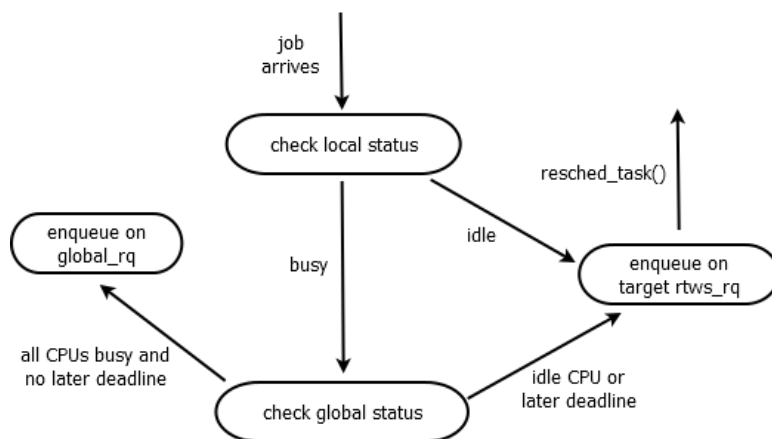 job
arrives
check local status
resched_task()
enqueue on
global_rq
idle
busy
enqueue on
target rtws_rq
all CPUs busy and
no later deadline
idle CPU or
later deadline
check global status